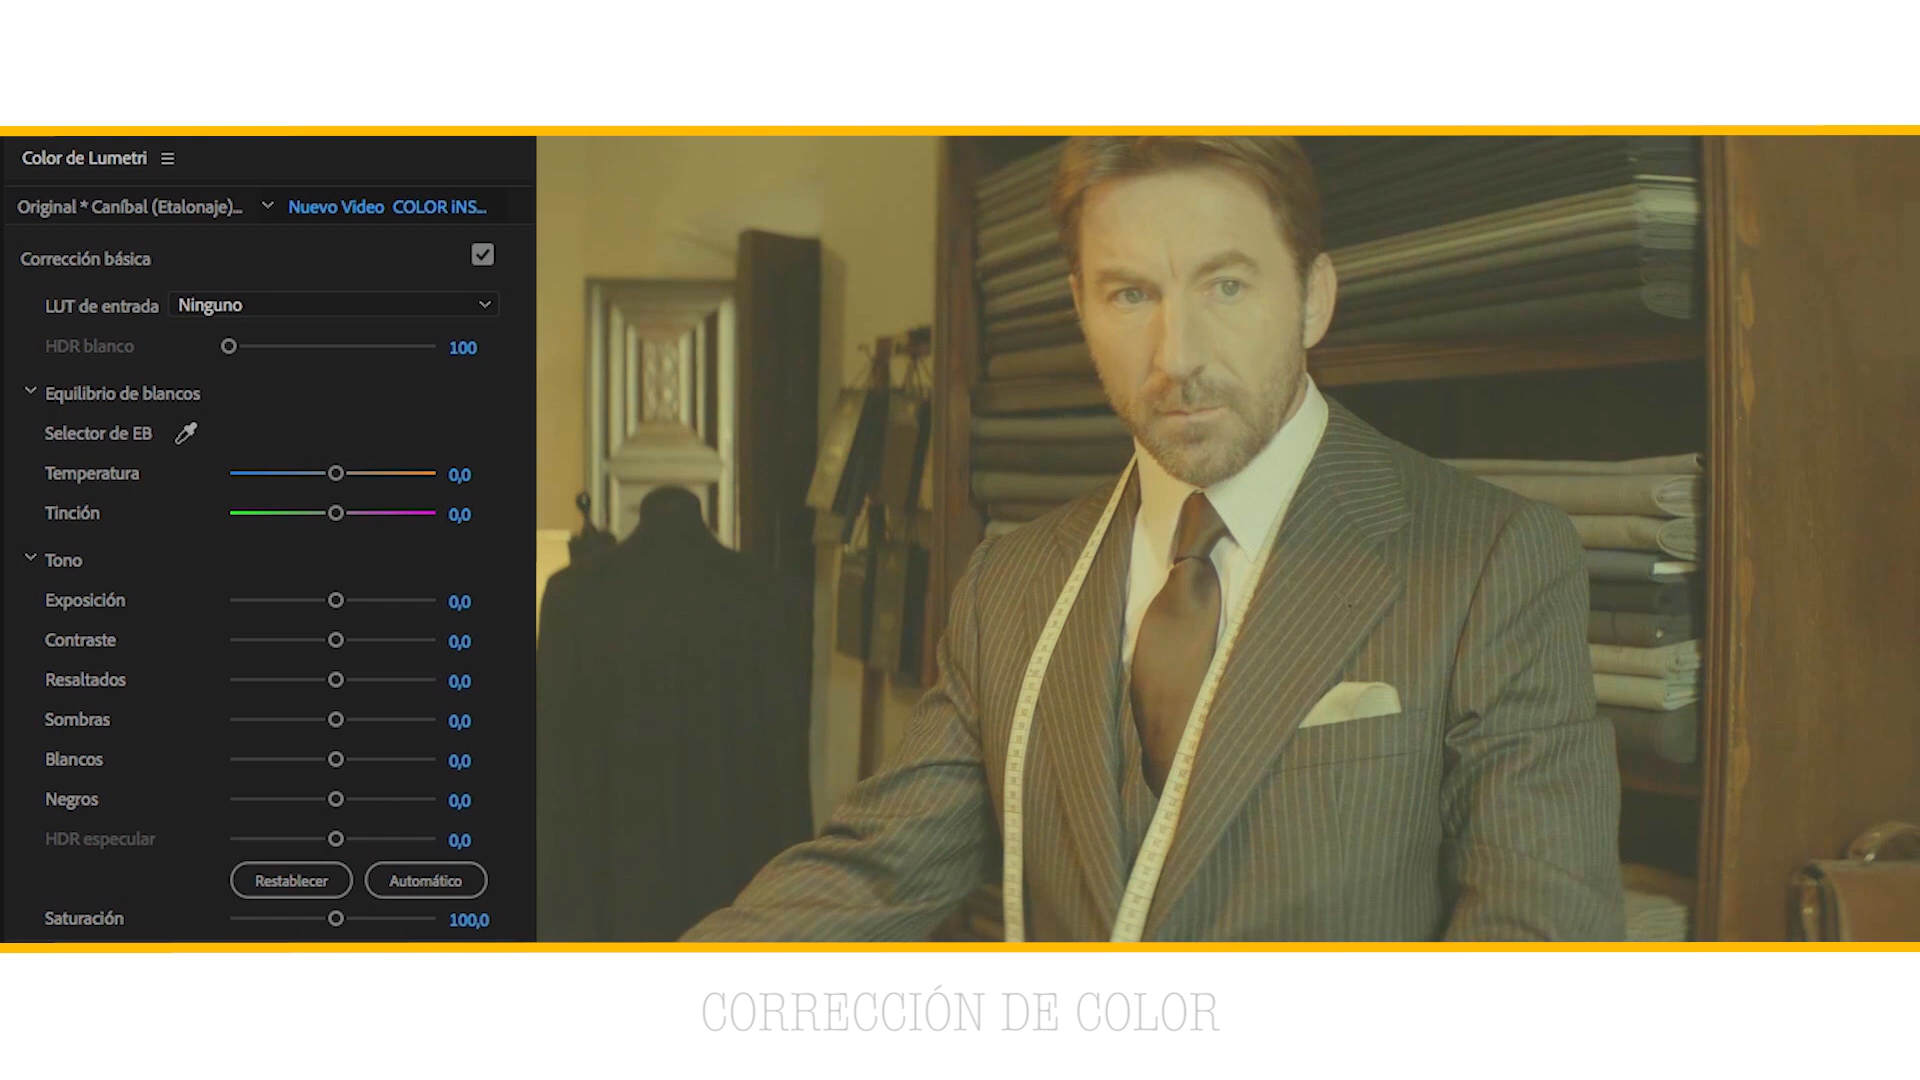 Color de Lumetri
Original * Caníbal (Etalonaje)... Nuevo Video COLOR iNS...
Corrección básica
LUT de entrada Ninguno
HDR blanco 100
Equilibrio de blancos
Selector de EB
Temperatura 0,0
Tinción 0,0
Tono
Exposición 0,0
Contraste 0,0
Resaltados 0,0
Sombras 0,0
Blancos 0,0
Negros 0,0
HDR especular 0,0
Restablecer Automático
Saturación 100,0
CORRECCIÓN DE COLOR